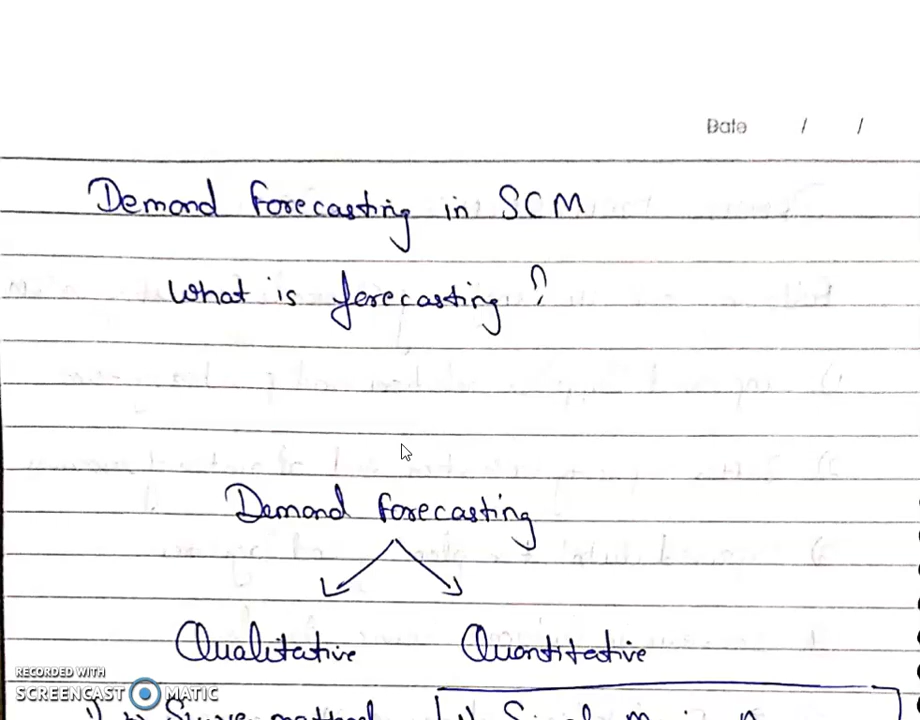 Date / /
Demand Forecasting in SCM
What is forecasting?
Demand Forecasting
Qualitative Quantitative
RECORDED WITH
SCREENCAST MATIC